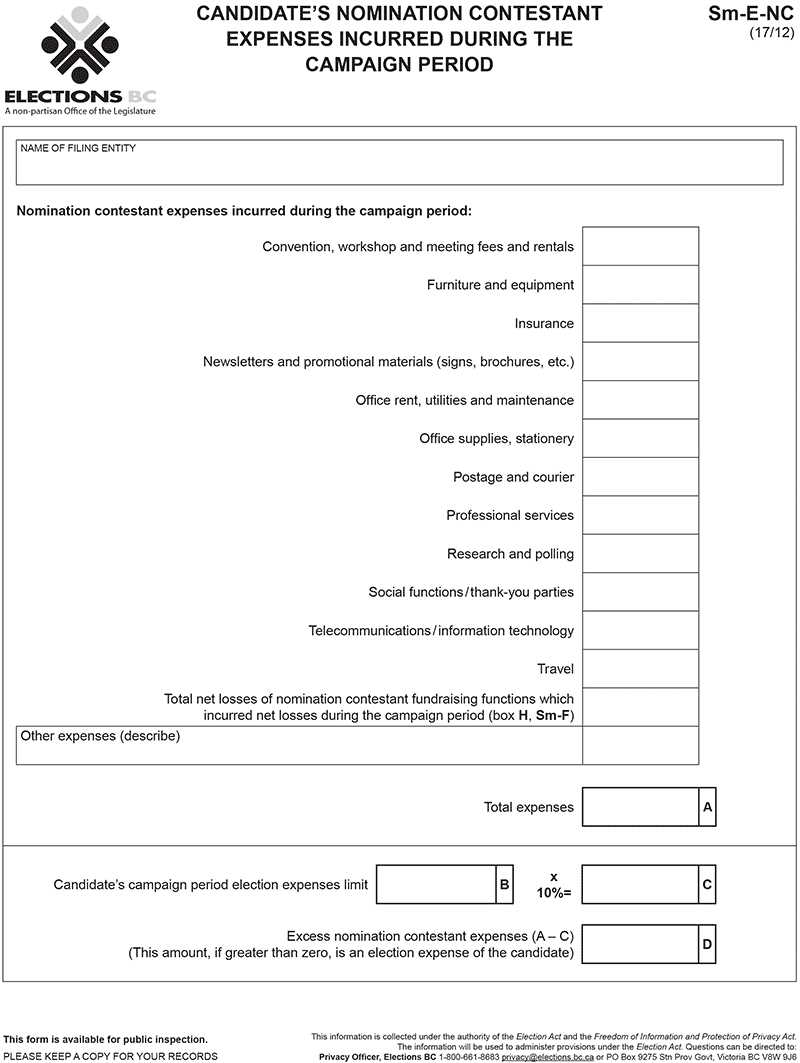 CANDIDATE'S NOMINATION CONTESTANT
EXPENSES INCURRED DURING THE
CAMPAIGN PERIOD
Sm-E-NC
(17/12)
ELECTIONS BC
A non-partisan Office of the Legislature
NAME OF FILING ENTITY
Nomination contestant expenses incurred during the campaign period:
Convention, workshop and meeting fees and rentals
Furniture and equipment
Insurance
Newsletters and promotional materials (signs, brochures, etc.)
Office rent, utilities and maintenance
Office supplies, stationery
Postage and courier
Professional services
Research and polling
Social functions/thank-you parties
Telecommunications/information technology
Travel
Total net losses of nomination contestant fundraising functions which
incurred net losses during the campaign period (box H, Sm-F)
Other expenses (describe)
Total expenses A
Candidate's campaign period election expenses limit B x
10%= C
Excess nomination contestant expenses (A – C)
(This amount, if greater than zero, is an election expense of the candidate) D
This form is available for public inspection.
PLEASE KEEP A COPY FOR YOUR RECORDS
This information is collected under the authority of the Election Act and the Freedom of Information and Protection of Privacy Act.
The information will be used to administer provisions under the Election Act. Questions can be directed to:
Privacy Officer, Elections BC 1-800-661-8683 privacy@elections.bc.ca or PO Box 9275 Stn Prov Govt, Victoria BC V8W 9J6